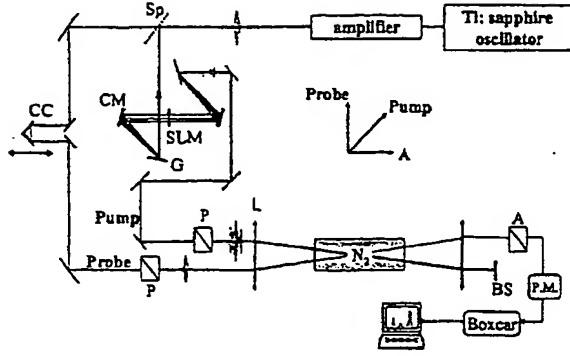 Sp
amplifier
Ti: sapphire
oscillator
CM
SLM
G
CC
Probe
Pump
A
Pump
P
L
Probe
P
N2
A
BS
P.M.
Boxcar